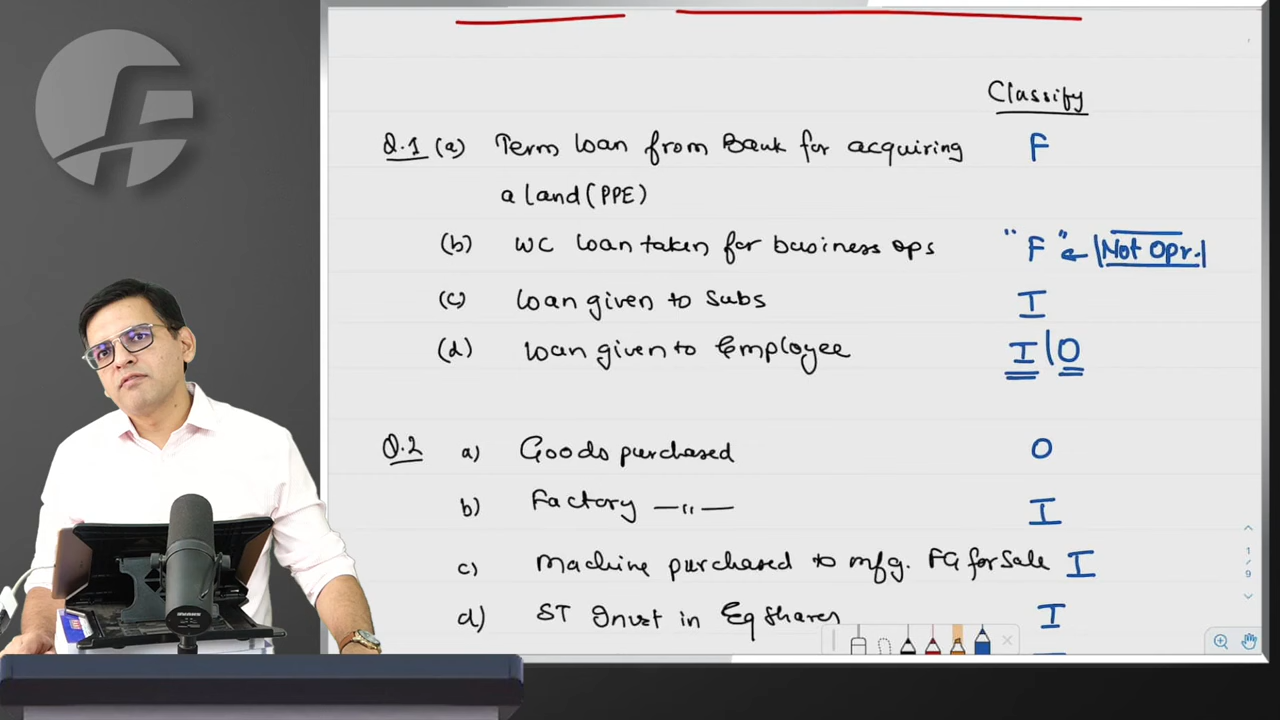 Classify
Q.1 (a) Term loan from Bank for acquiring F
a land (PPE)
(b) WC loan taken for business ops "F" ← |Not Opr.|
(c) loan given to Subs I
(d) loan given to Employee I|O
Q.2 a) Goods purchased O
b) Factory —"— I
c) Machine purchased to mfg. FG for Sale I
d) ST Invst in Eq Shares I
1/9